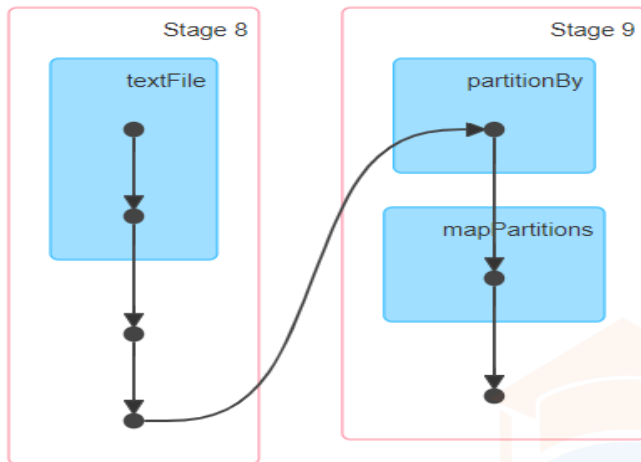 Stage 8
textFile
Stage 9
partitionBy
mapPartitions